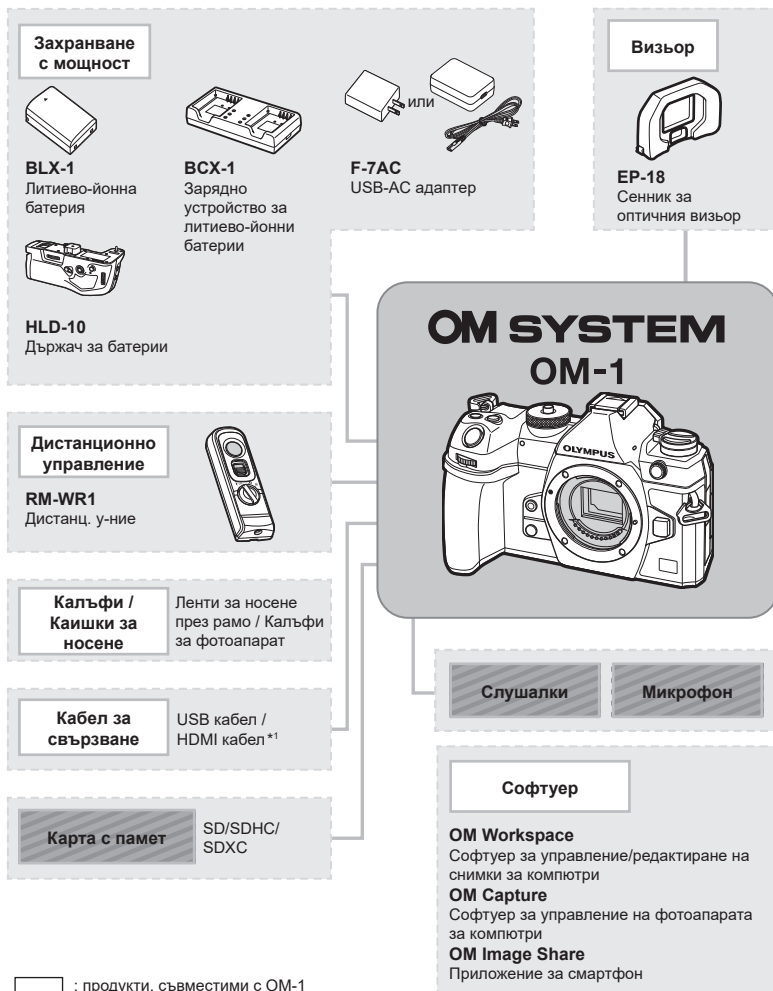 Захранване
с мощност
или
BLX-1
Литиево-йонна
батерия
BCX-1
Зарядно
устройство за
литиево-йонни
батерии
F-7AC
USB-AC адаптер
HLD-10
Държач за батерии
Визьор
EP-18
Сенник за
оптичния визьор
OM SYSTEM
OM-1
OLYMPUS
Дистанционно
управление
RM-WR1
Дистанц. у-ние
Калъфи /
Каишки за
носене
Ленти за носене
през рамо / Калъфи
за фотоапарат
Кабел за
свързване
USB кабел /
HDMI кабел*1
Карта с памет
SD/SDHC/
SDXC
Слушалки
Микрофон
Софтуер
OM Workspace
Софтуер за управление/редактиране на
снимки за компютри
OM Capture
Софтуер за управление на фотоапарата
за компютри
OM Image Share
Приложение за смартфон
: продукти, съвместими с OM-1